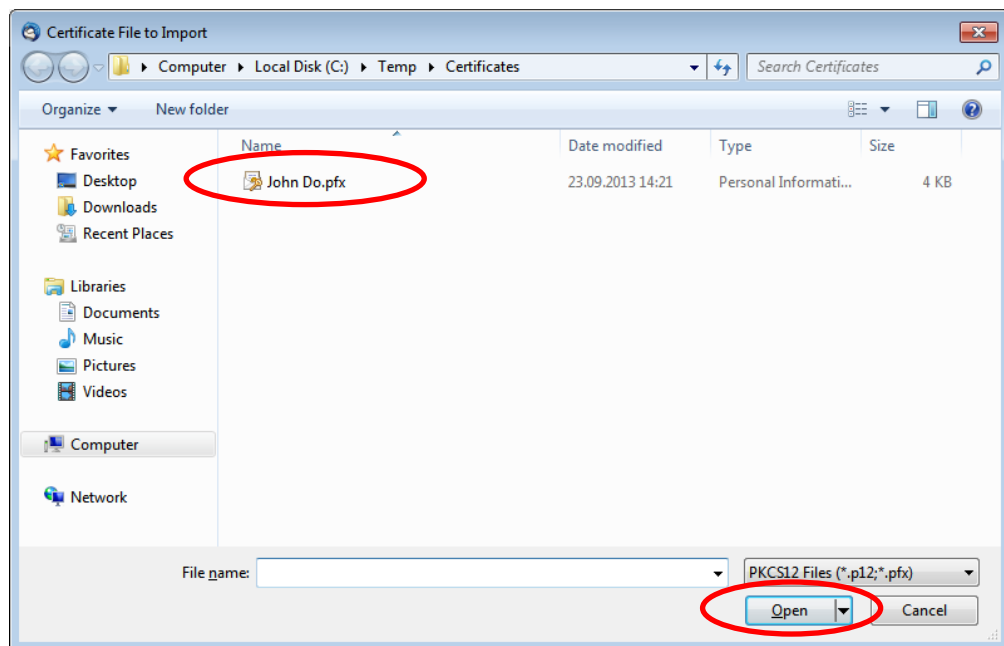 Certificate File to Import
Computer Local Disk (C:) Temp Certificates Search Certificates
Organize New folder
Name Date modified Type Size
John Do.pfx 23.09.2013 14:21 Personal Informati... 4 KB
Favorites
Desktop
Downloads
Recent Places
Libraries
Documents
Music
Pictures
Videos
Computer
Network
File name: PKCS12 Files (*.p12;*.pfx)
Open Cancel